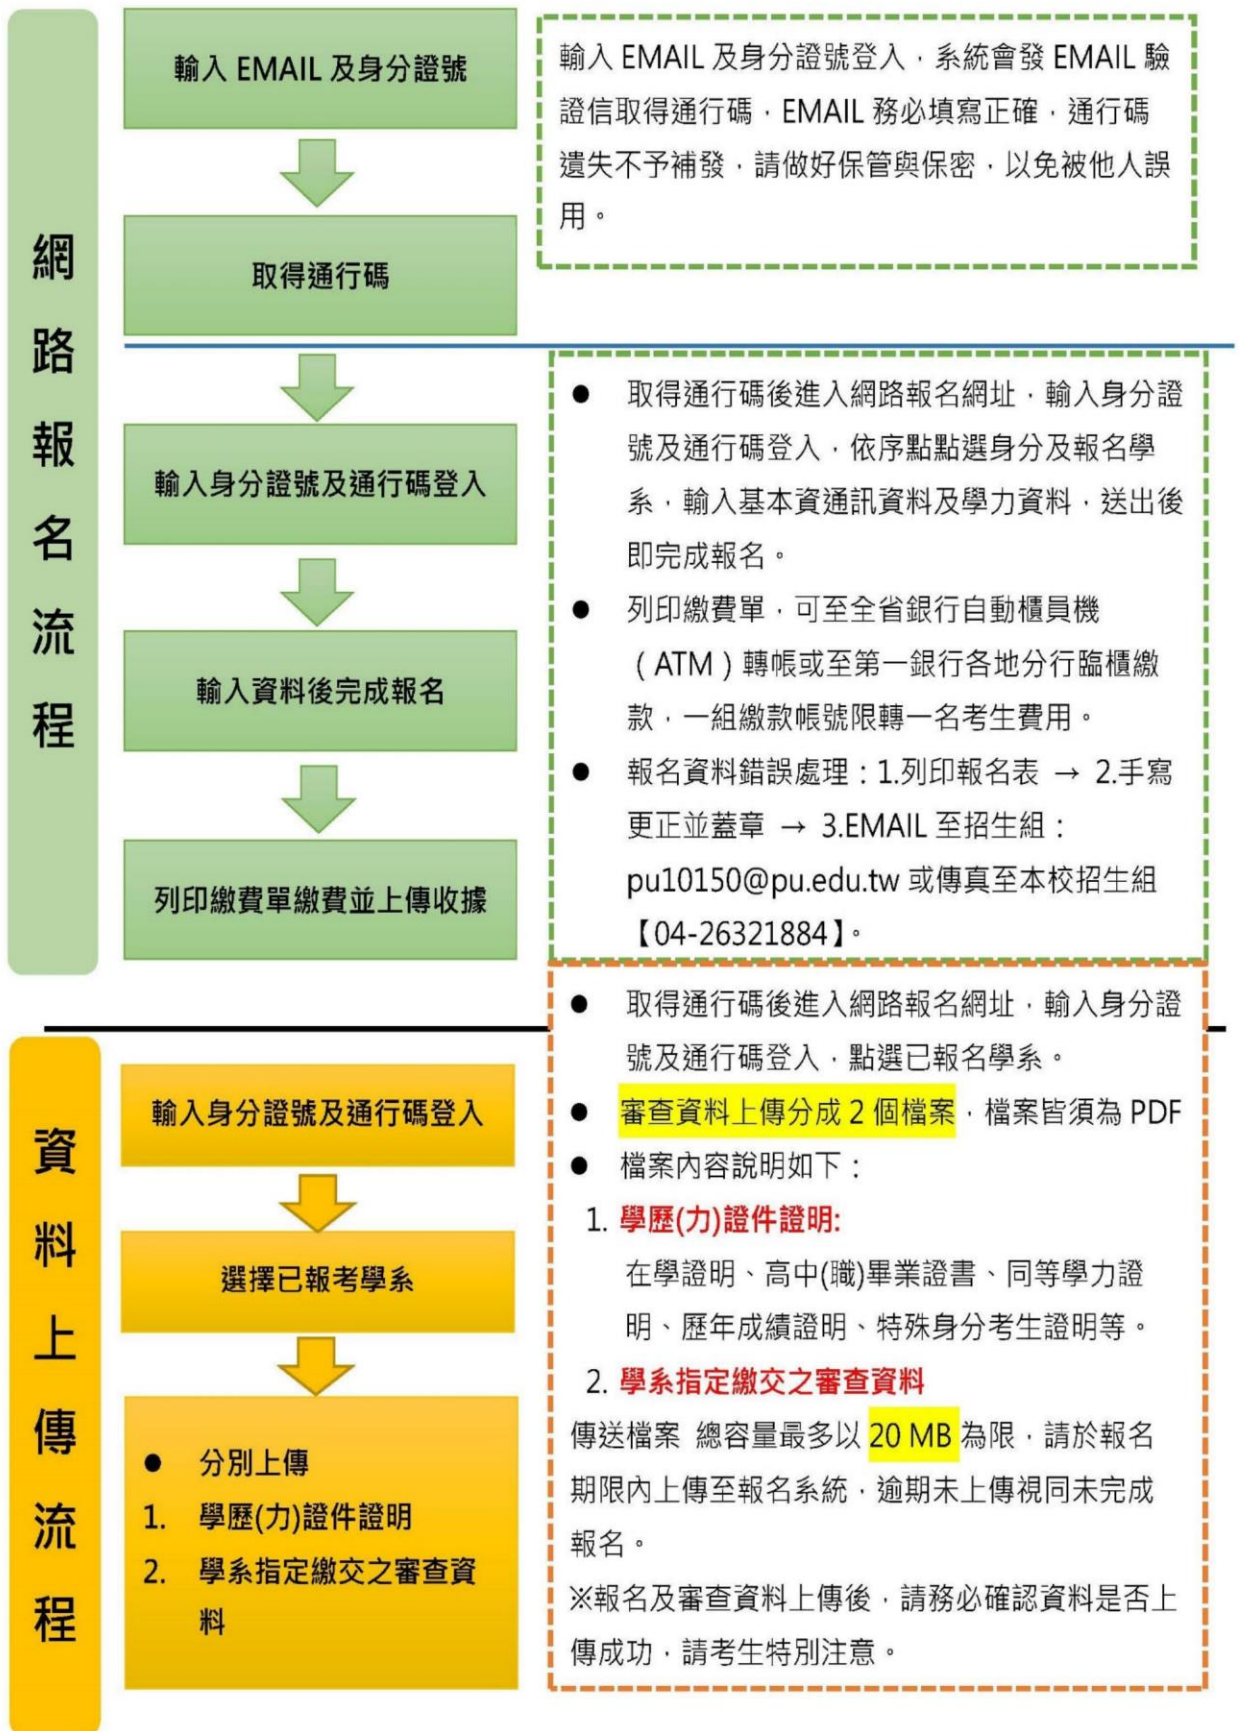 網路報名流程
輸入 EMAIL 及身分證號
取得通行碼
輸入 EMAIL 及身分證號登入，系統會發 EMAIL 驗
證信取得通行碼，EMAIL 務必填寫正確，通行碼
遺失不予補發，請做好保管與保密，以免被他人誤
用。
輸入身分證號及通行碼登入
輸入資料後完成報名
列印繳費單繳費並上傳收據
● 取得通行碼後進入網路報名網址，輸入身分證
號及通行碼登入，依序點點選身分及報名學
系，輸入基本資通訊資料及學力資料，送出後
即完成報名。
● 列印繳費單，可至全省銀行自動櫃員機
（ATM）轉帳或至第一銀行各地分行臨櫃繳
款，一組繳款帳號限轉一名考生費用。
● 報名資料錯誤處理：1.列印報名表 → 2.手寫
更正並蓋章 → 3.EMAIL 至招生組：
pu10150@pu.edu.tw 或傳真至本校招生組
【04-26321884】。
資料上傳流程
輸入身分證號及通行碼登入
選擇已報考學系
● 分別上傳
1. 學歷(力)證件證明
2. 學系指定繳交之審查資
料
● 取得通行碼後進入網路報名網址，輸入身分證
號及通行碼登入，點選已報名學系。
● 審查資料上傳分成 2 個檔案，檔案皆須為 PDF
● 檔案內容說明如下：
1. 學歷(力)證件證明:
在學證明、高中(職)畢業證書、同等學力證
明、歷年成績證明、特殊身分考生證明等。
2. 學系指定繳交之審查資料
傳送檔案 總容量最多以 20 MB 為限，請於報名
期限內上傳至報名系統，逾期未上傳視同未完成
報名。
※報名及審查資料上傳後，請務必確認資料是否上
傳成功，請考生特別注意。